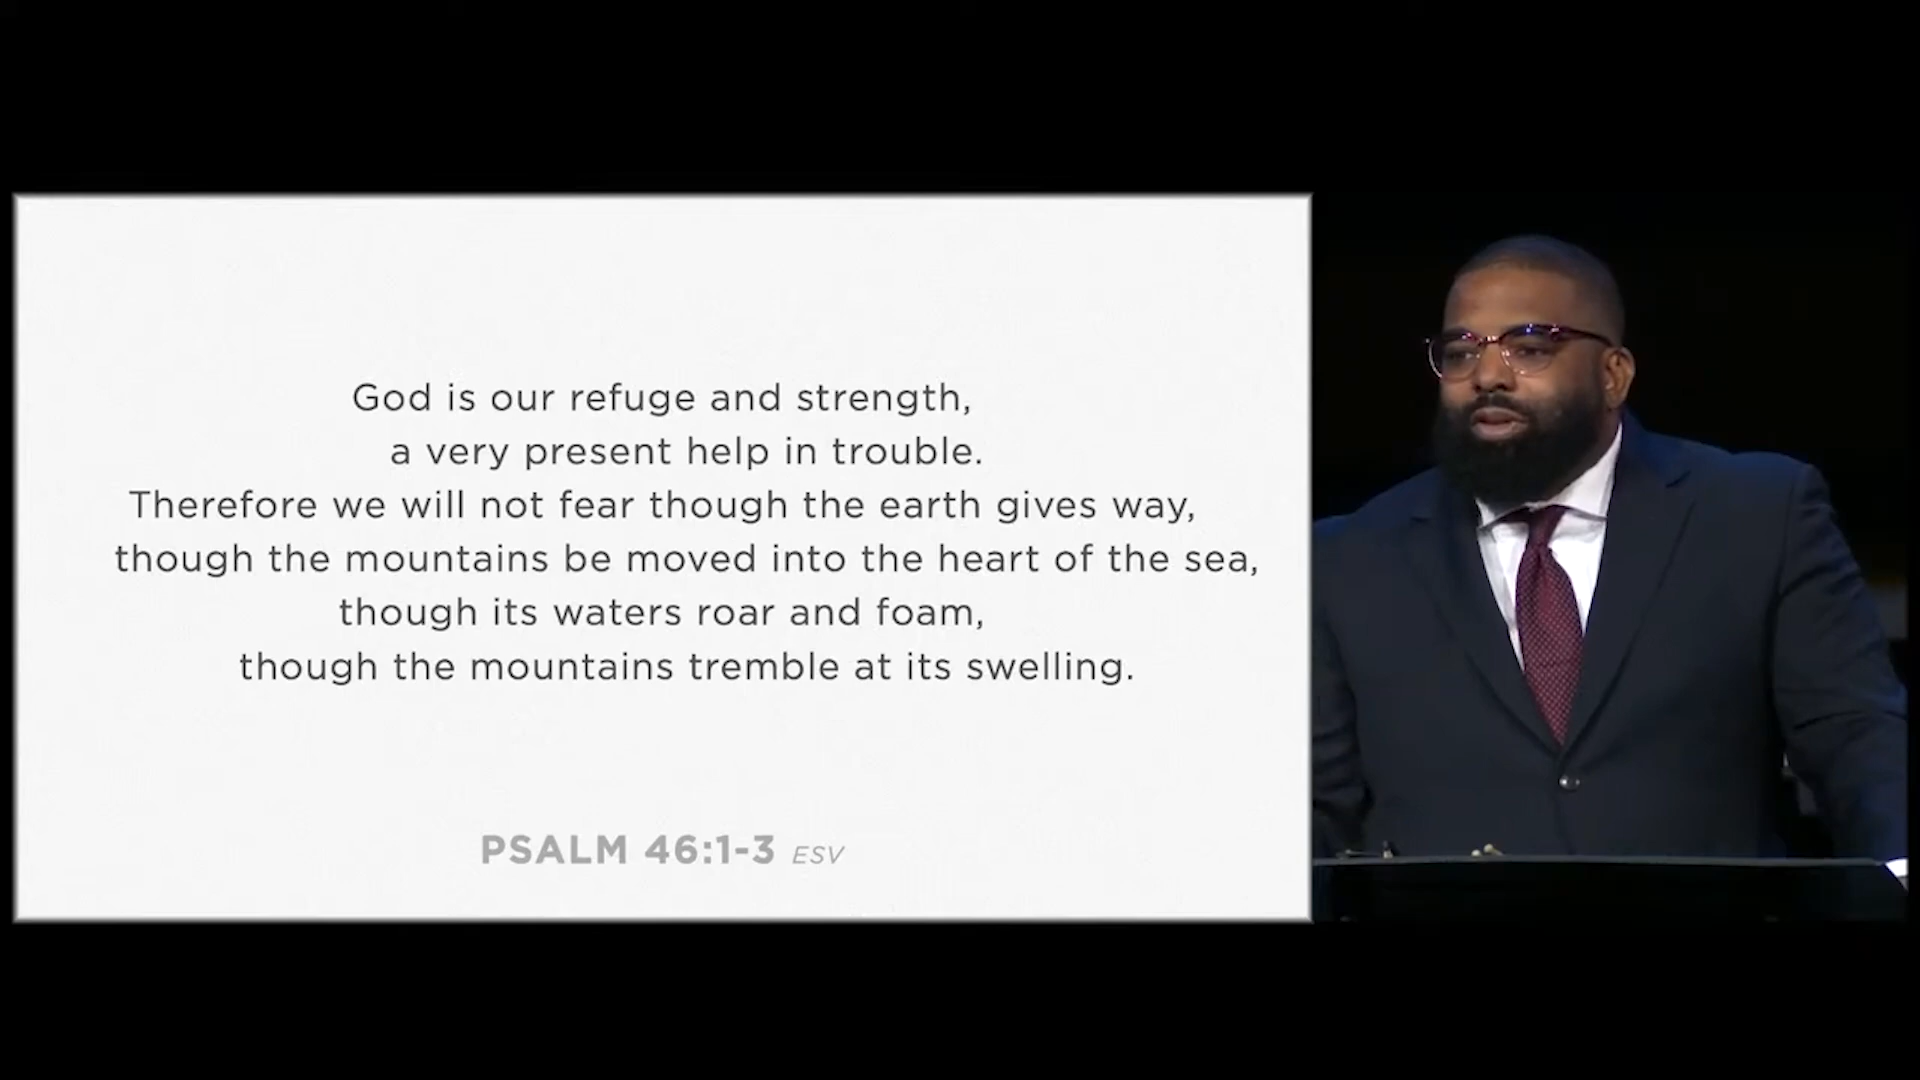 God is our refuge and strength,
a very present help in trouble.
Therefore we will not fear though the earth gives way,
though the mountains be moved into the heart of the sea,
though its waters roar and foam,
though the mountains tremble at its swelling.
PSALM 46:1-3 ESV